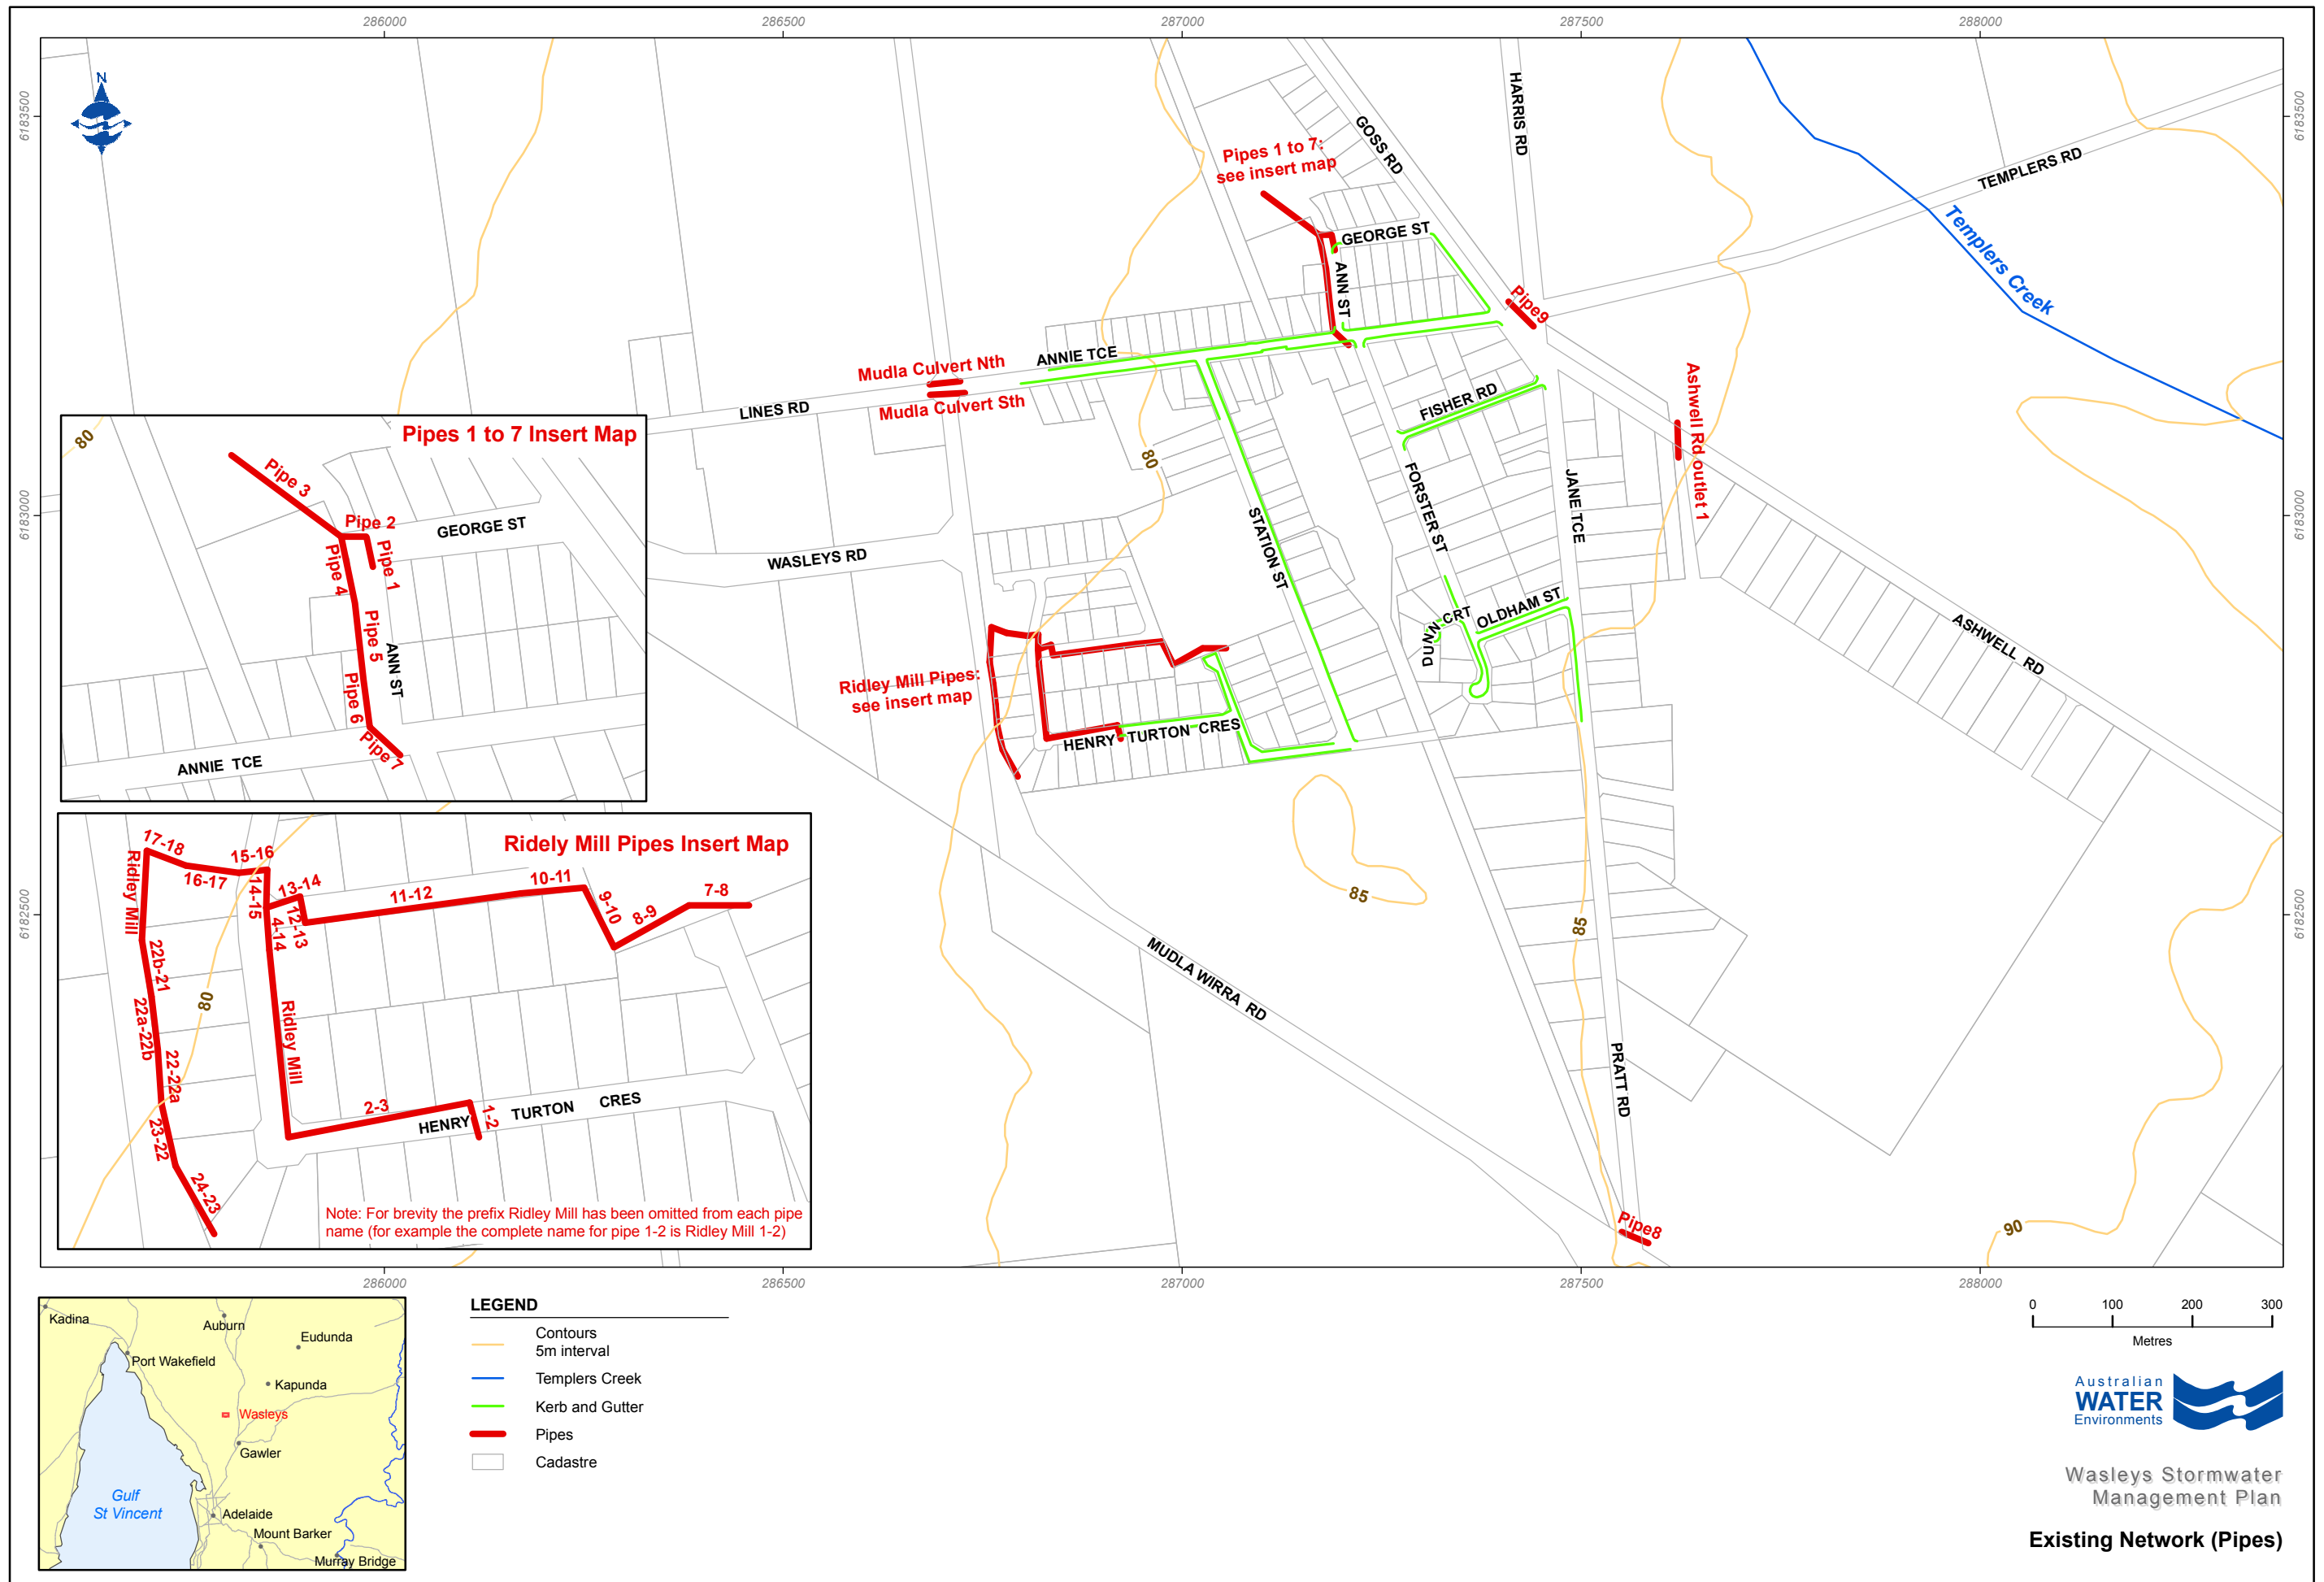 286000
286500
287000
287500
288000
6183500
6183000
6182500
6183500
6183000
6182500
N
Pipes 1 to 7:
see insert map
GOSS RD
HARRIS RD
TEMPLERS RD
Templers Creek
GEORGE ST
ANN ST
Pipe9
ANNIE TCE
Mudla Culvert Nth
Mudla Culvert Sth
LINES RD
FISHER RD
Ashwell Rd outlet 1
80
FORSTER ST
JANE TCE
STATION ST
WASLEYS RD
DUNN CRT
OLDHAM ST
ASHWELL RD
Ridley Mill Pipes:
see insert map
HENRY TURTON CRES
85
85
MUDLA WIRRA RD
PRATT RD
Pipe8
90
80
Pipes 1 to 7 Insert Map
Pipe 3
Pipe 2
GEORGE ST
Pipe 1
Pipe 4
Pipe 5
ANN ST
Pipe 6
Pipe 7
ANNIE TCE
Ridely Mill Pipes Insert Map
17-18
15-16
16-17
Ridley Mill
14-15
13-14
12-13
4-14
11-12
10-11
9-10
8-9
7-8
22b-21
22a-22b
80
22-22a
Ridley Mill
23-22
24-23
2-3
1-2
HENRY TURTON CRES
Note: For brevity the prefix Ridley Mill has been omitted from each pipe
name (for example the complete name for pipe 1-2 is Ridley Mill 1-2)
286000
286500
287000
287500
288000
Kadina
Auburn
Eudunda
Port Wakefield
Kapunda
Wasleys
Gawler
Gulf
St Vincent
Adelaide
Mount Barker
Murray Bridge
LEGEND
Contours
5m interval
Templers Creek
Kerb and Gutter
Pipes
Cadastre
0 100 200 300
Metres
Australian
WATER
Environments
Wasleys Stormwater
Management Plan
Existing Network (Pipes)